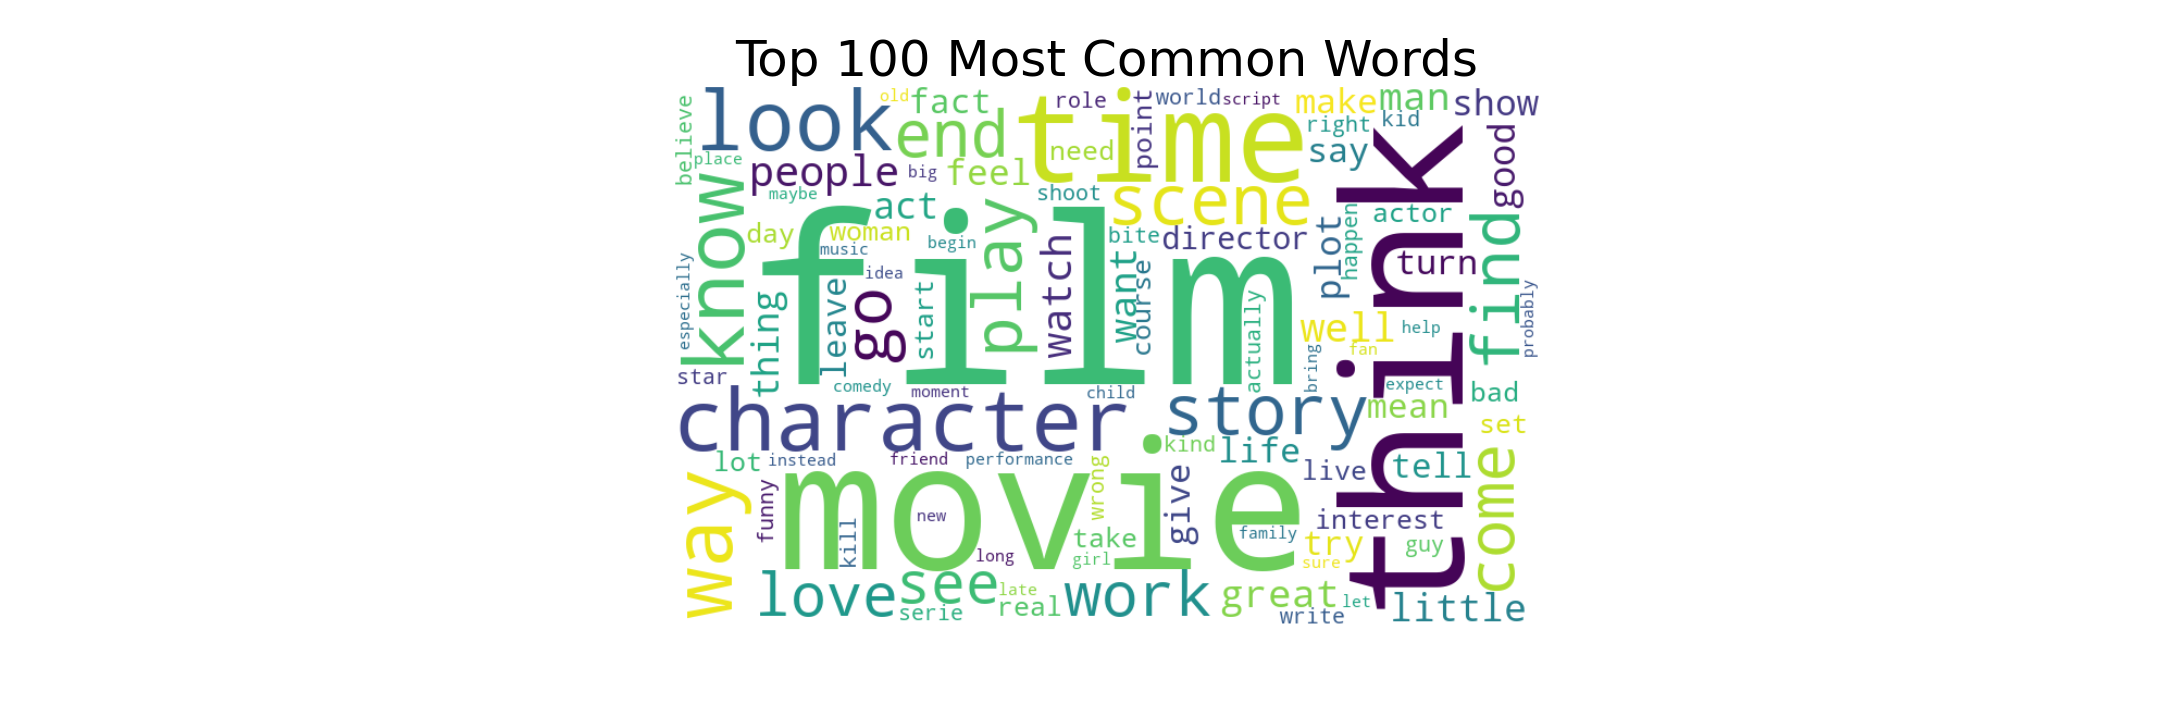 Top 100 Most Common Words
look
old
fact
end
time
role
point
world
script
make
man
show
right
kid
say
good
believe
place
people
big
feel
need
scene
shoot
maybe
know
act
play
day
woman
music
begin
film
watch
bite
want
course
director
plot
happen
actor
think
turn
find
especially
thing
leave
idea
go
start
actually
well
help
fan
bring
probably
star
comedy
moment
child
expect
bad
character
story
mean
set
kind
life
lot
instead
friend
performance
wrong
give
live
tell
come
way
funny
movie
kill
new
long
take
girl
family
interest
try
guy
sure
love
see
serie
late
real
work
great
write
let
little